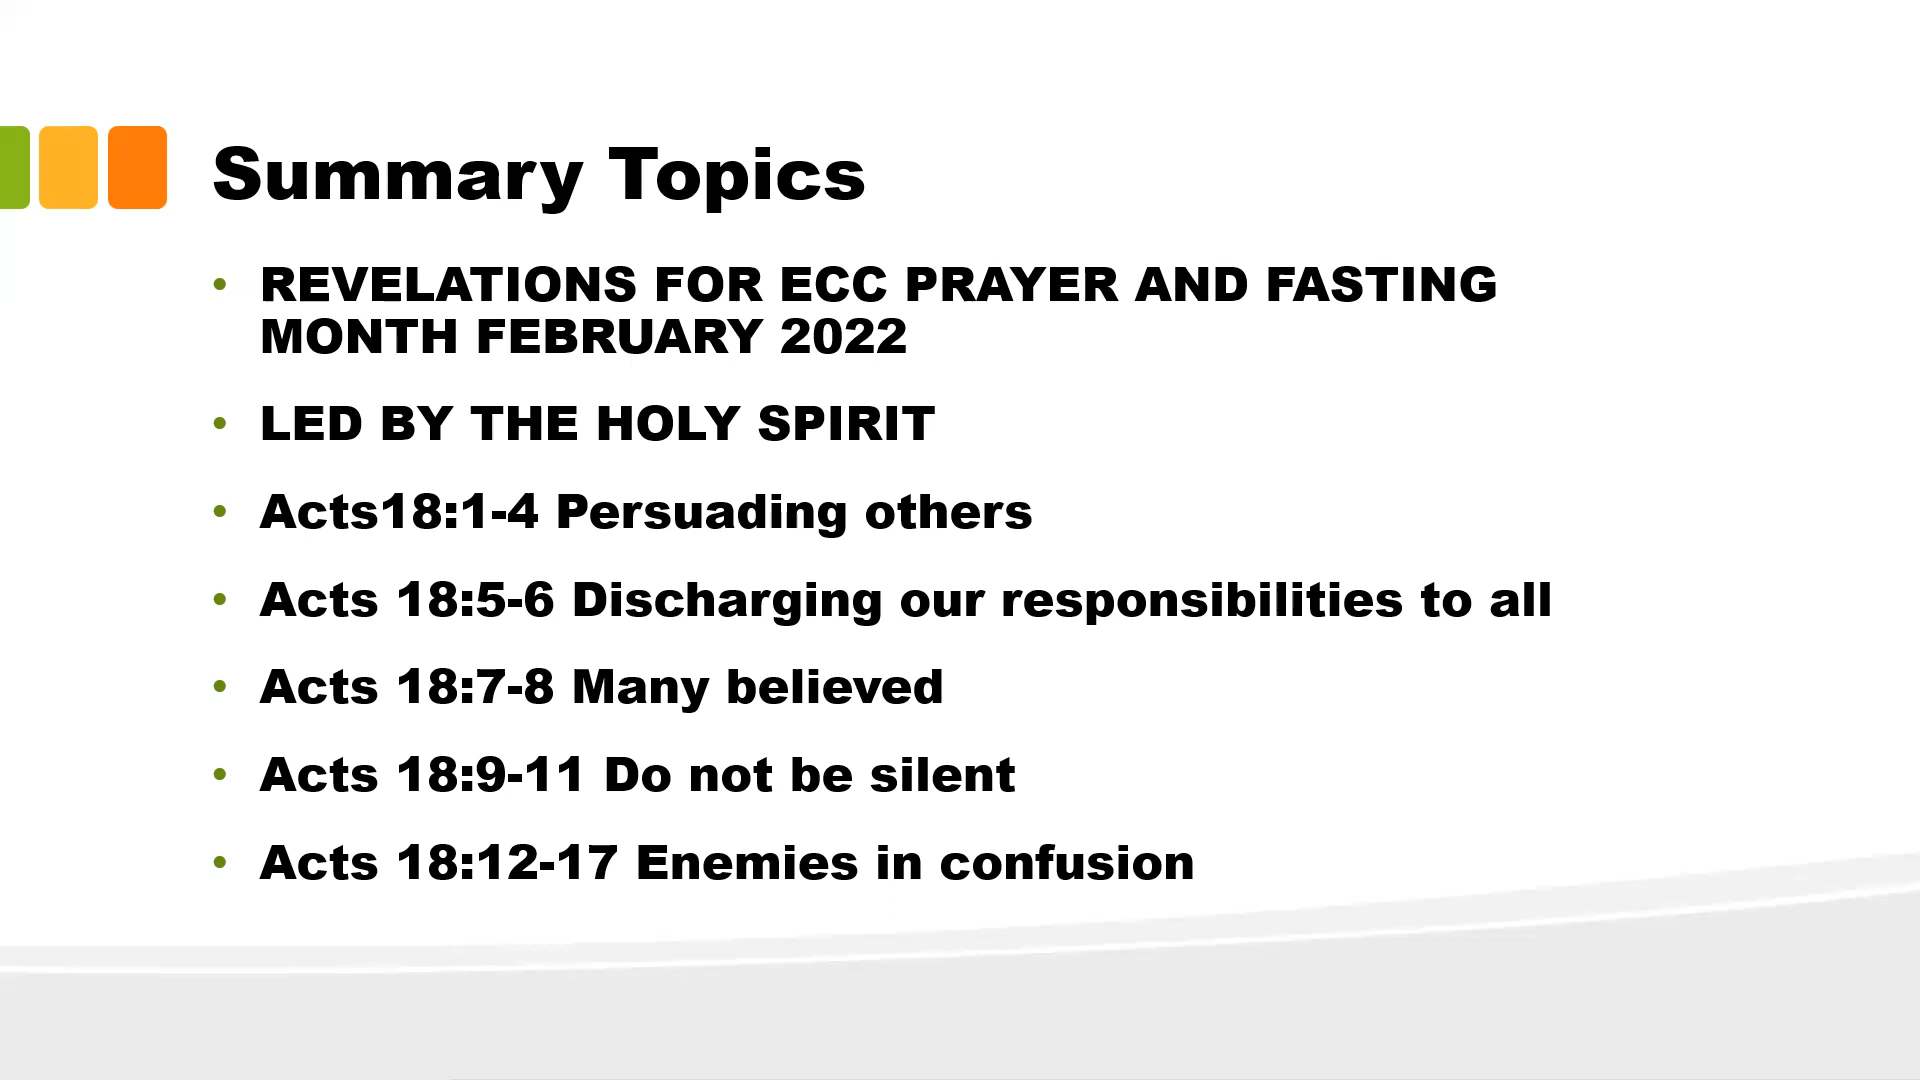 Summary Topics
• REVELATIONS FOR ECC PRAYER AND FASTING
MONTH FEBRUARY 2022
• LED BY THE HOLY SPIRIT
• Acts18:1-4 Persuading others
• Acts 18:5-6 Discharging our responsibilities to all
• Acts 18:7-8 Many believed
• Acts 18:9-11 Do not be silent
• Acts 18:12-17 Enemies in confusion